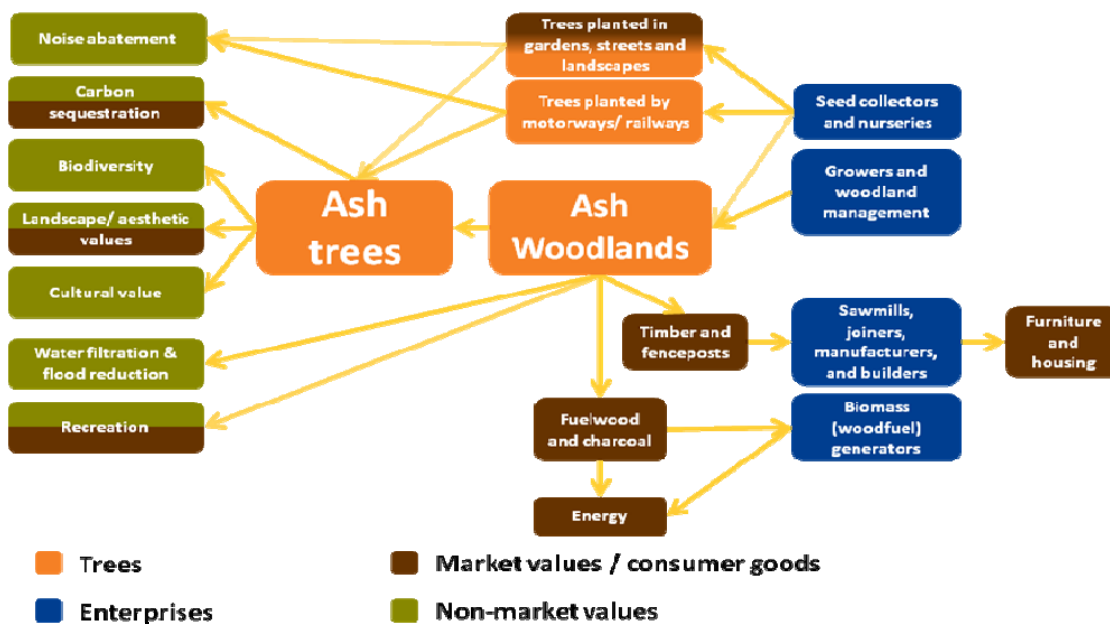 Noise abatement
Carbon
sequestration
Biodiversity
Landscape/ aesthetic
values
Cultural value
Water filtration &
flood reduction
Recreation
Trees planted in
gardens, streets and
landscapes
Trees planted by
motorways/ railways
Seed collectors
and nurseries
Growers and
woodland
management
Ash
trees
Ash
Woodlands
Timber and
fenceposts
Sawmills,
joiners,
manufacturers,
and builders
Furniture
and
housing
Fuelwood
and charcoal
Biomass
(woodfuel)
generators
Energy
Trees
Market values / consumer goods
Enterprises
Non-market values